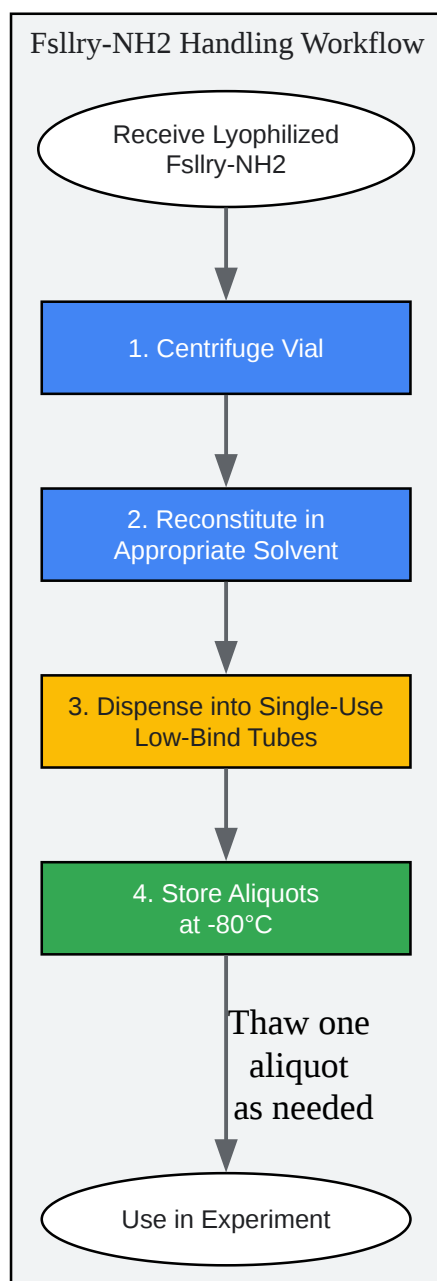 Fsllry-NH2 Handling Workflow
Receive Lyophilized
Fsllry-NH2
1. Centrifuge Vial
2. Reconstitute in
Appropriate Solvent
3. Dispense into Single-Use
Low-Bind Tubes
4. Store Aliquots
at -80°C
Thaw one
aliquot
as needed
Use in Experiment